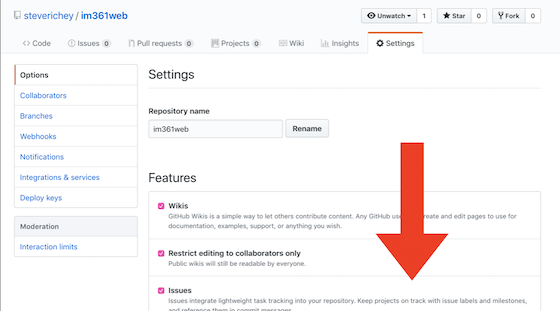 steverichey / im361web
Unwatch 1 Star 0 Fork 0
Code Issues 0 Pull requests 0 Projects 0 Wiki Insights Settings
Options
Collaborators
Branches
Webhooks
Notifications
Integrations & services
Deploy keys
Moderation
Interaction limits
Settings
Repository name
im361web Rename
Features
Wikis
GitHub Wikis is a simple way to let others contribute content. Any GitHub create and edit pages to use for
documentation, examples, support, or anything you wish.
Restrict editing to collaborators only
Public wikis will still be readable by everyone.
Issues
Issues integrate lightweight task tracking into your repository. Keep projects on track with issue labels and milestones,
and reference them in commit messages.